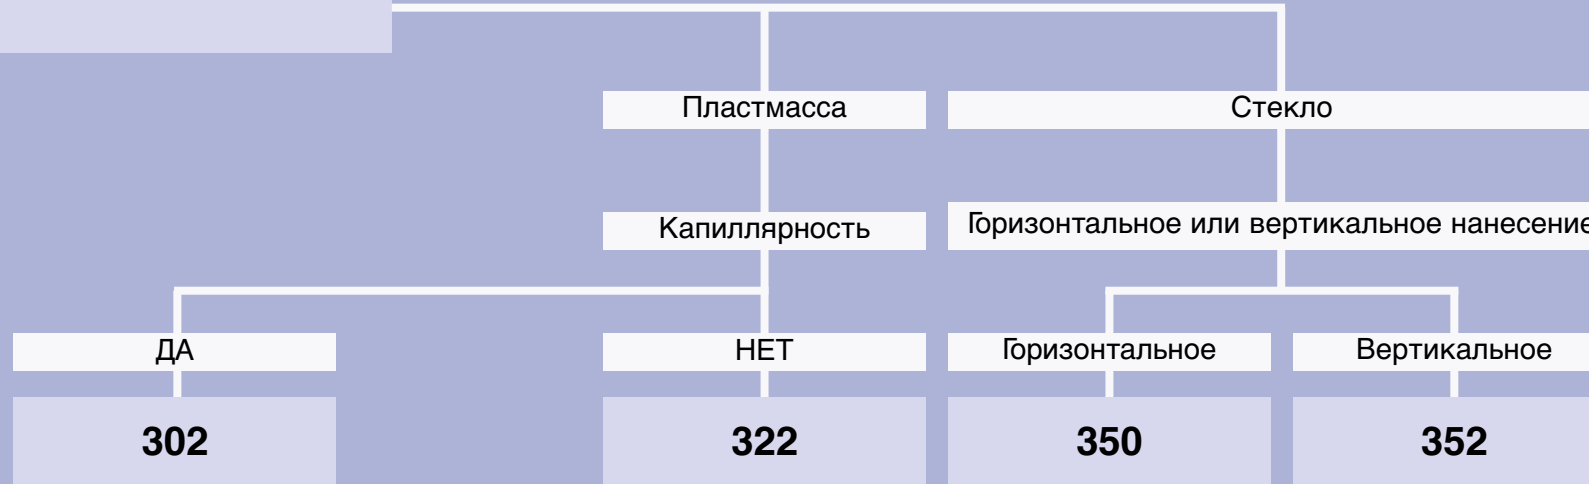 Пластмасса
Стекло
Капиллярность
Горизонтальное или вертикальное нанесение
ДА
НЕТ
Горизонтальное
Вертикальное
302
322
350
352